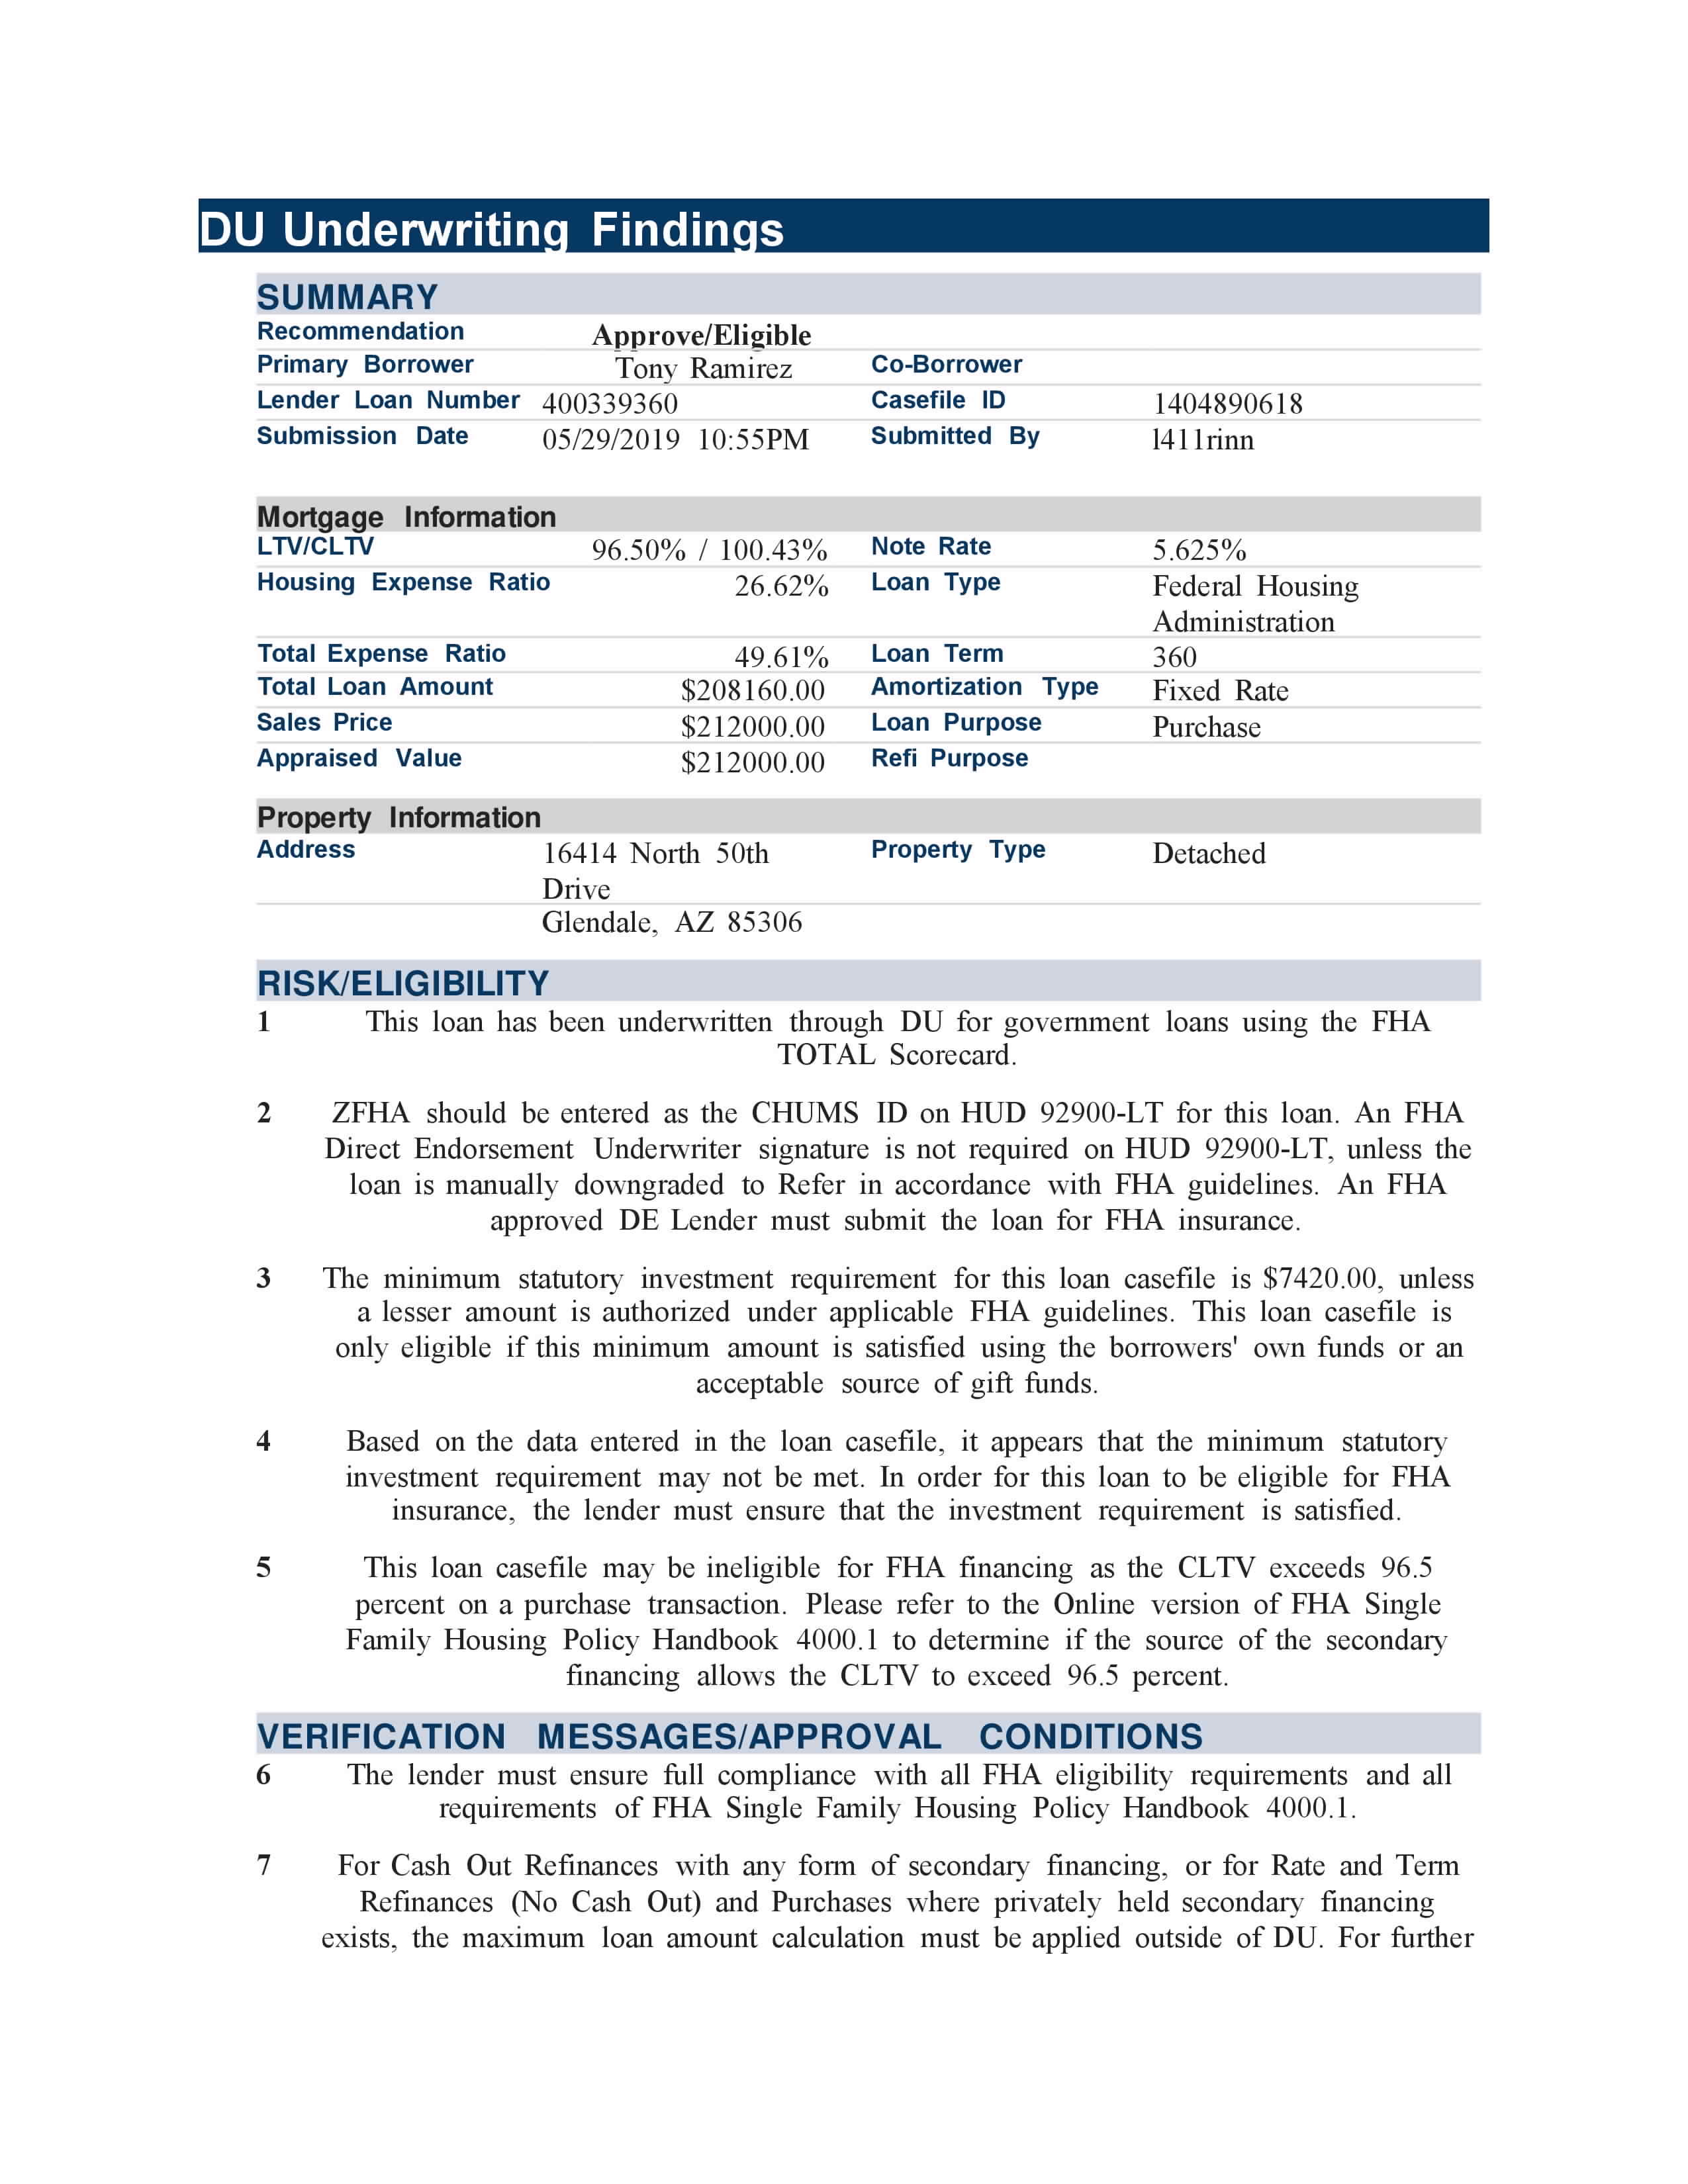 DU Underwriting Findings
SUMMARY
Recommendation Approve/Eligible
Primary Borrower Tony Ramirez Co-Borrower
Lender Loan Number 400339360 Casefile ID 1404890618
Submission Date 05/29/2019 10:55PM Submitted By l411rinn
Mortgage Information
LTV/CLTV 96.50% / 100.43% Note Rate 5.625%
Housing Expense Ratio 26.62% Loan Type Federal Housing
Administration
Total Expense Ratio 49.61% Loan Term 360
Total Loan Amount $208160.00 Amortization Type Fixed Rate
Sales Price $212000.00 Loan Purpose Purchase
Appraised Value $212000.00 Refi Purpose
Property Information
Address 16414 North 50th Property Type Detached
Drive
Glendale, AZ 85306
RISK/ELIGIBILITY
1 This loan has been underwritten through DU for government loans using the FHA
TOTAL Scorecard.
2 ZFHA should be entered as the CHUMS ID on HUD 92900-LT for this loan. An FHA
Direct Endorsement Underwriter signature is not required on HUD 92900-LT, unless the
loan is manually downgraded to Refer in accordance with FHA guidelines. An FHA
approved DE Lender must submit the loan for FHA insurance.
3 The minimum statutory investment requirement for this loan casefile is $7420.00, unless
a lesser amount is authorized under applicable FHA guidelines. This loan casefile is
only eligible if this minimum amount is satisfied using the borrowers' own funds or an
acceptable source of gift funds.
4 Based on the data entered in the loan casefile, it appears that the minimum statutory
investment requirement may not be met. In order for this loan to be eligible for FHA
insurance, the lender must ensure that the investment requirement is satisfied.
5 This loan casefile may be ineligible for FHA financing as the CLTV exceeds 96.5
percent on a purchase transaction. Please refer to the Online version of FHA Single
Family Housing Policy Handbook 4000.1 to determine if the source of the secondary
financing allows the CLTV to exceed 96.5 percent.
VERIFICATION MESSAGES/APPROVAL CONDITIONS
6 The lender must ensure full compliance with all FHA eligibility requirements and all
requirements of FHA Single Family Housing Policy Handbook 4000.1.
7 For Cash Out Refinances with any form of secondary financing, or for Rate and Term
Refinances (No Cash Out) and Purchases where privately held secondary financing
exists, the maximum loan amount calculation must be applied outside of DU. For further